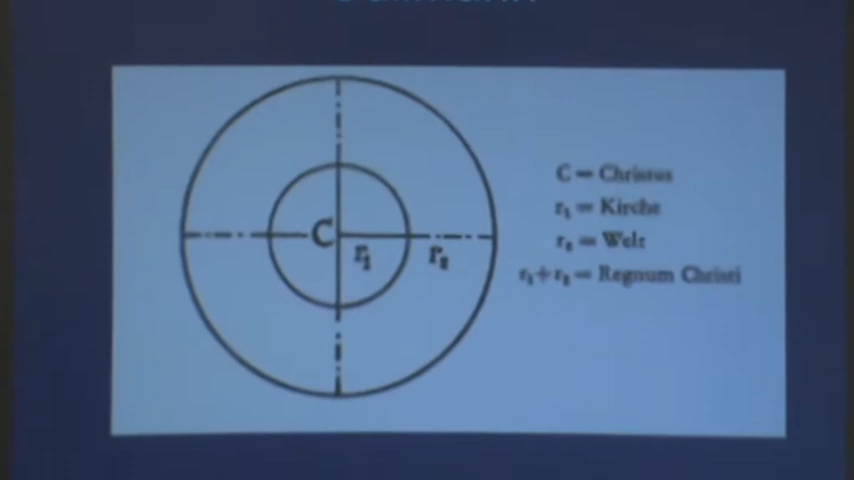 C
r₁ r₂
C = Christus
r₁ = Kirche
r₂ = Welt
r₁+r₂ = Regnum Christi